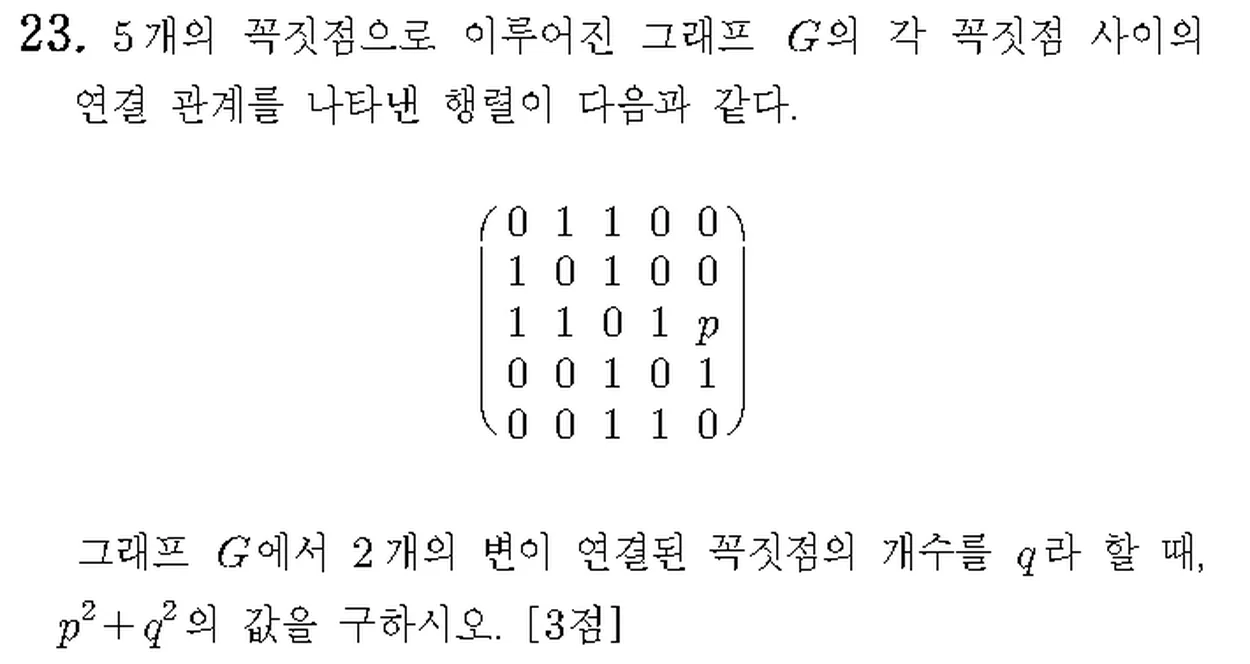 23. 5개의 꼭짓점으로 이루어진 그래프 G의 각 꼭짓점 사이의
연결 관계를 나타낸 행렬이 다음과 같다.
0 1 1 0 0
1 0 1 0 0
1 1 0 1 p
0 0 1 0 1
0 0 1 1 0
그래프 G에서 2개의 변이 연결된 꼭짓점의 개수를 q라 할 때,
p²+q²의 값을 구하시오. [3점]